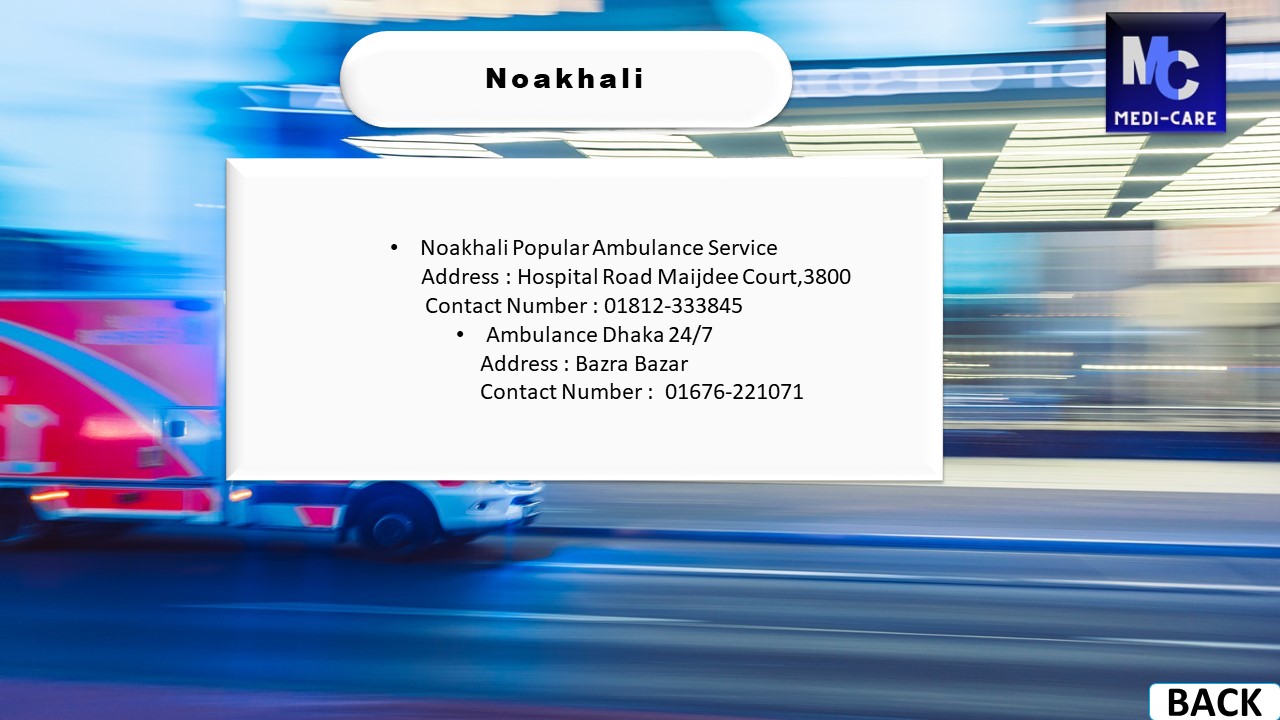 Noakhali
MC
MEDI-CARE
• Noakhali Popular Ambulance Service
Address : Hospital Road Maijdee Court,3800
Contact Number : 01812-333845
• Ambulance Dhaka 24/7
Address : Bazra Bazar
Contact Number : 01676-221071
BACK